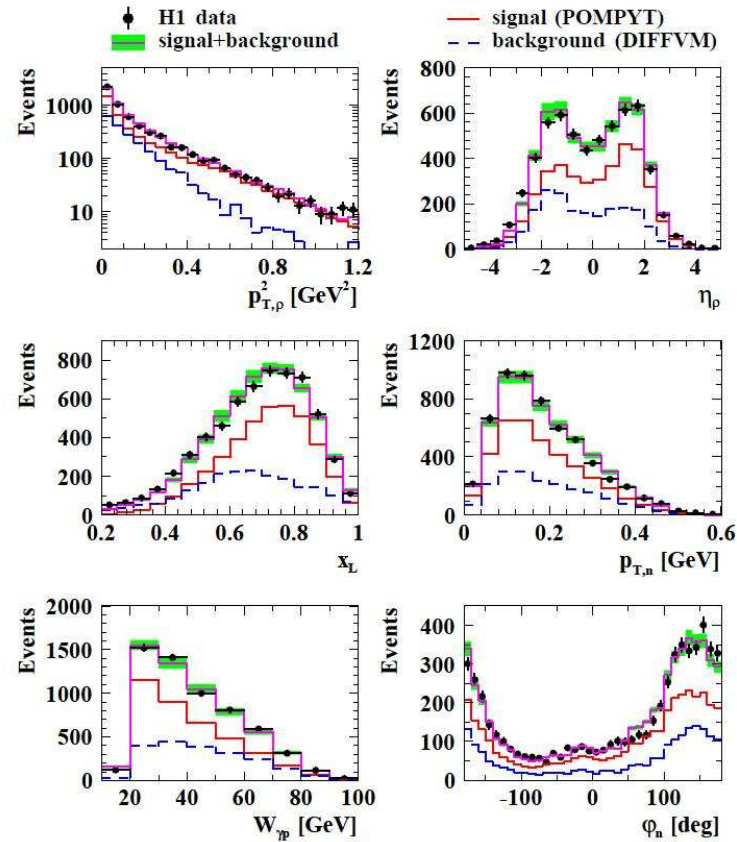 H1 data signal (POMPYT)
signal+background background (DIFFVM)
Events
1000
100
10
0 0.4 0.8 1.2
p²T,ρ [GeV²]
Events
800
600
400
200
0
-4 -2 0 2 4
ηρ
Events
800
600
400
200
0
0.2 0.4 0.6 0.8 1
xL
Events
1200
800
400
0
0 0.2 0.4 0.6
pT,n [GeV]
Events
2000
1500
1000
500
0
20 40 60 80 100
Wγp [GeV]
Events
400
300
200
100
0
-100 0 100
φn [deg]